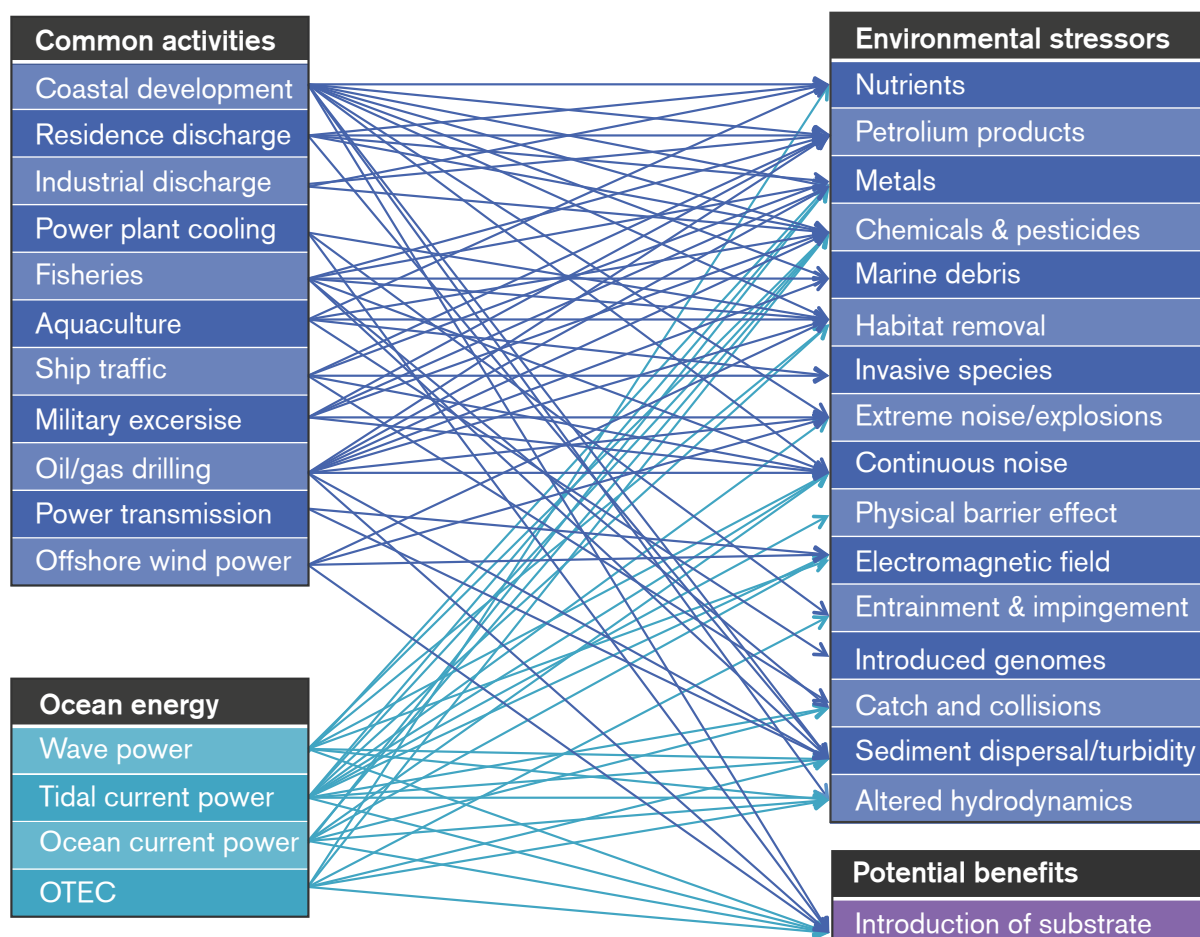 Common activities
Coastal development
Residence discharge
Industrial discharge
Power plant cooling
Fisheries
Aquaculture
Ship traffic
Military excersise
Oil/gas drilling
Power transmission
Offshore wind power
Ocean energy
Wave power
Tidal current power
Ocean current power
OTEC
Environmental stressors
Nutrients
Petrolium products
Metals
Chemicals & pesticides
Marine debris
Habitat removal
Invasive species
Extreme noise/explosions
Continuous noise
Physical barrier effect
Electromagnetic field
Entrainment & impingement
Introduced genomes
Catch and collisions
Sediment dispersal/turbidity
Altered hydrodynamics
Potential benefits
Introduction of substrate